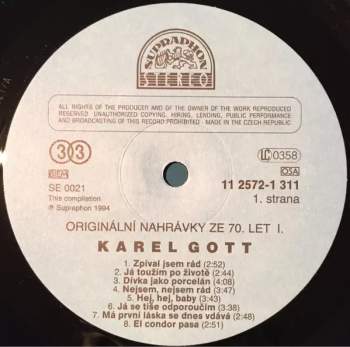 SUPRAPHON
STEREO
ALL RIGHTS OF THE PRODUCER AND OF THE OWNER OF THE WORK REPRODUCED
RESERVED UNAUTHORIZED COPYING, HIRING, LENDING, PUBLIC PERFORMANCE
AND BROADCASTING OF THIS RECORD PROHIBITED MADE IN THE CZECH REPUBLIC
33
LC 0358
OSA
SE 0021
This compilation
℗ Supraphon 1994
11 2572-1 311
1. strana
ORIGINÁLNÍ NAHRÁVKY ZE 70. LET I.
KAREL GOTT
1. Zpíval jsem rád (2:52)
2. Já toužím po životě (2:44)
3. Dívka jako porcelán (4:08)
4. Nejsem, nejsem rád (3:17)
5. Hej, hej, baby (3:03)
6. Já se tiše odporoučím (2:38)
7. Má první láska se dnes vdává (2:48)
8. El condor pasa (2:51)